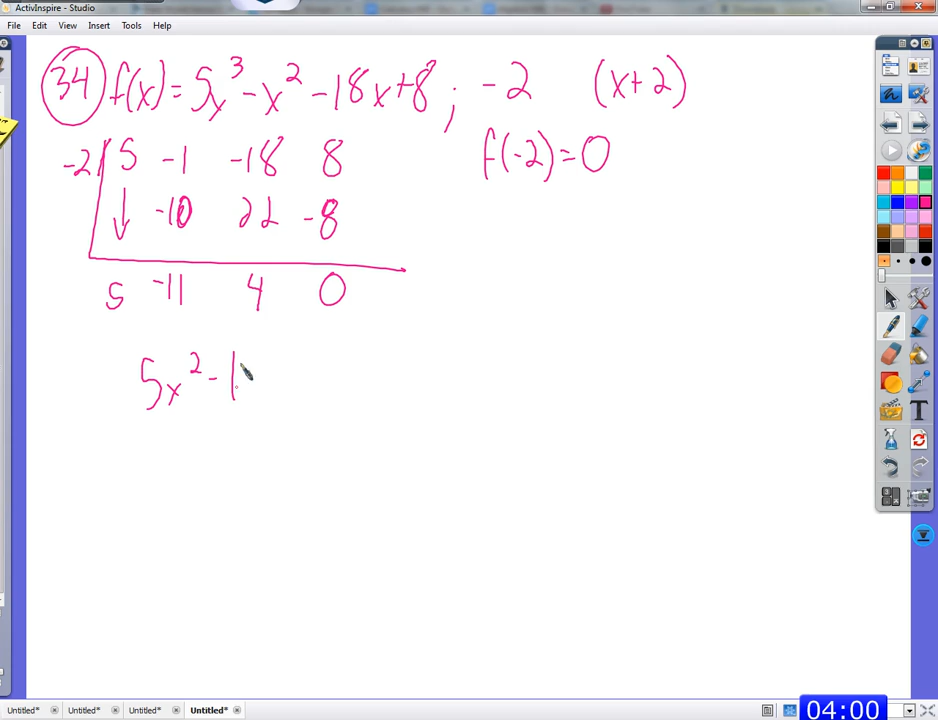 ActivInspire - Studio
File Edit View Insert Tools Help
34 f(x) = 5x³ - x² - 18x + 8 ; -2 (x+2)
f(-2) = 0
-2 5 -1 -18 8
↓ -10 22 -8
5 -11 4 0
5x² - 1
T
Untitled* Untitled* Untitled* Untitled*
04:00